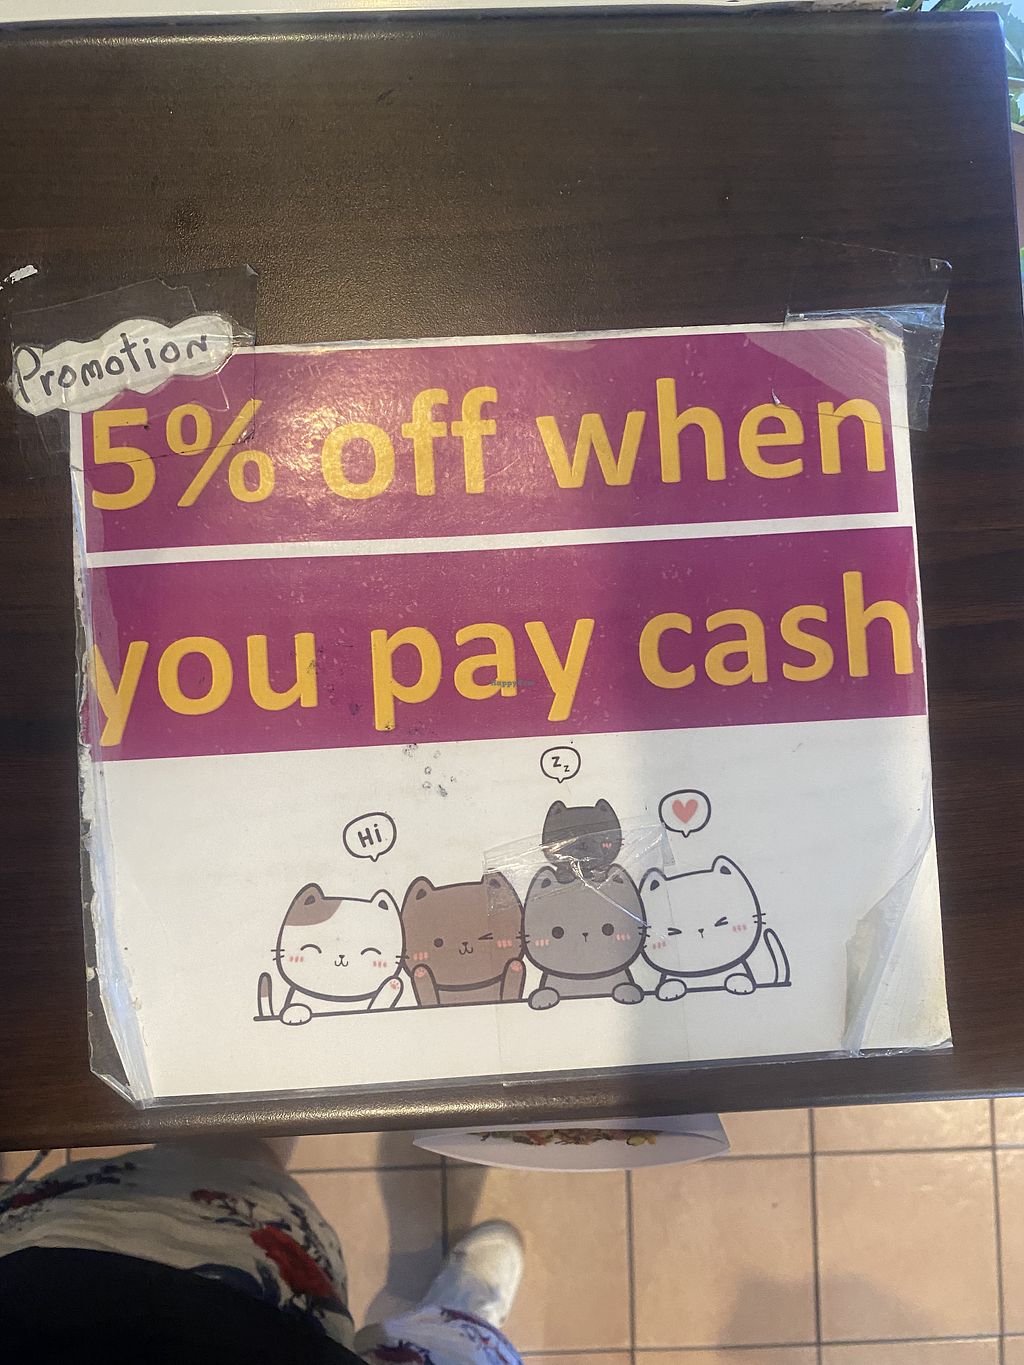 Promotion
5% off when
you pay cash
Zz
Hi